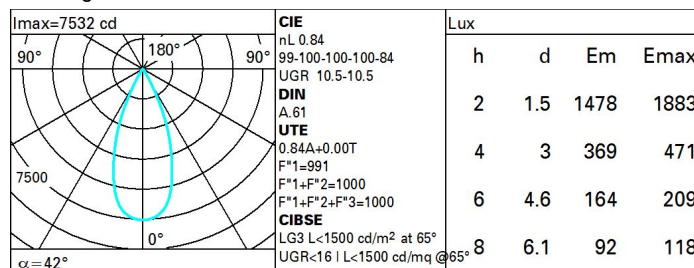 Imax=7532 cd
90° 180° 90°
7500
0°
α=42°
CIE
nL 0.84
99-100-100-100-84
UGR 10.5-10.5
DIN
A.61
UTE
0.84A+0.00T
F"1=991
F"1+F"2=1000
F"1+F"2+F"3=1000
CIBSE
LG3 L<1500 cd/m² at 65°
UGR<16 | L<1500 cd/mq @65°
Lux
h d Em Emax
2 1.5 1478 1883
4 3 369 471
6 4.6 164 209
8 6.1 92 118